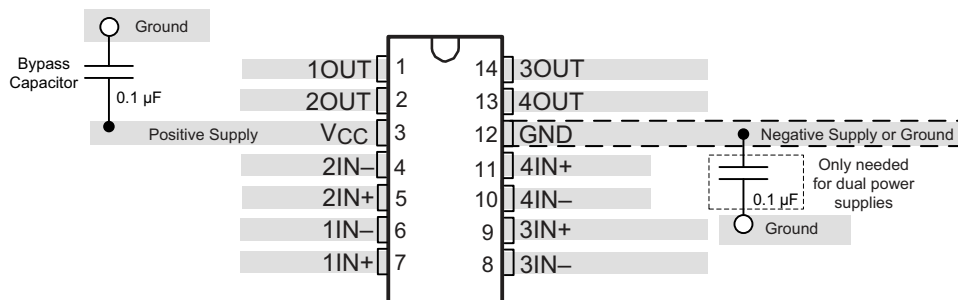 Ground
Bypass
Capacitor
0.1 µF
Positive Supply
1OUT 1
2OUT 2
VCC 3
2IN– 4
2IN+ 5
1IN– 6
1IN+ 7
14 3OUT
13 4OUT
12 GND
11 4IN+
10 4IN–
9 3IN+
8 3IN–
Negative Supply or Ground
Only needed
for dual power
supplies
0.1 µF
Ground